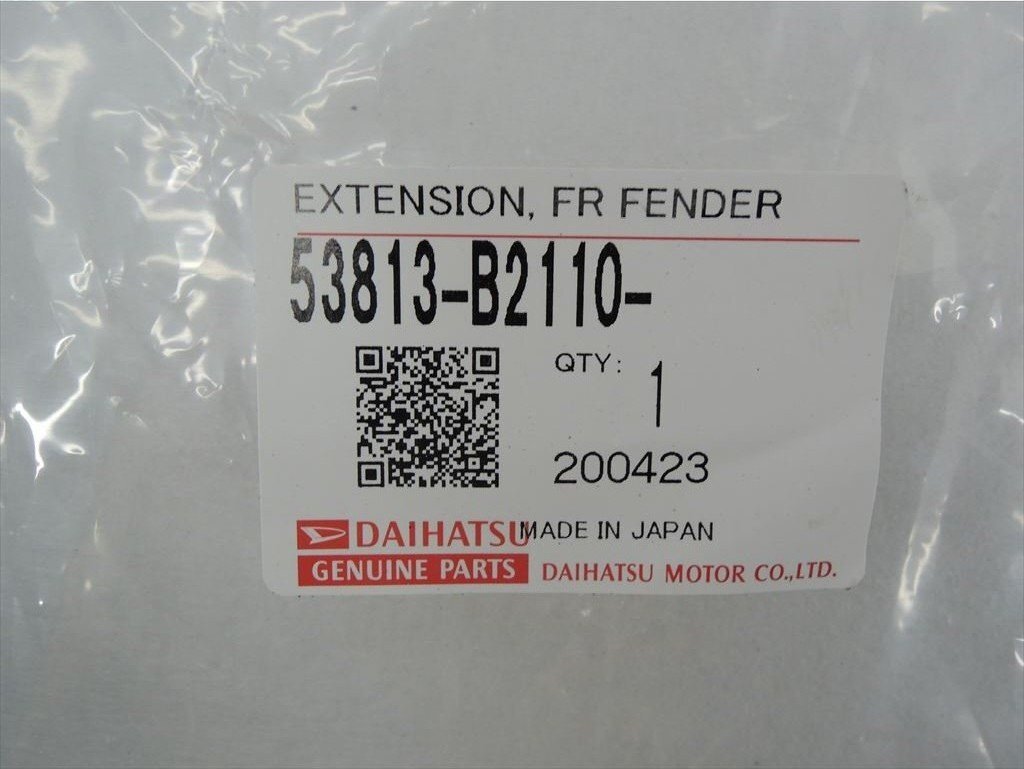 EXTENSION, FR FENDER
53813-B2110-
QTY: 1
200423
DAIHATSU MADE IN JAPAN
GENUINE PARTS DAIHATSU MOTOR CO.,LTD.